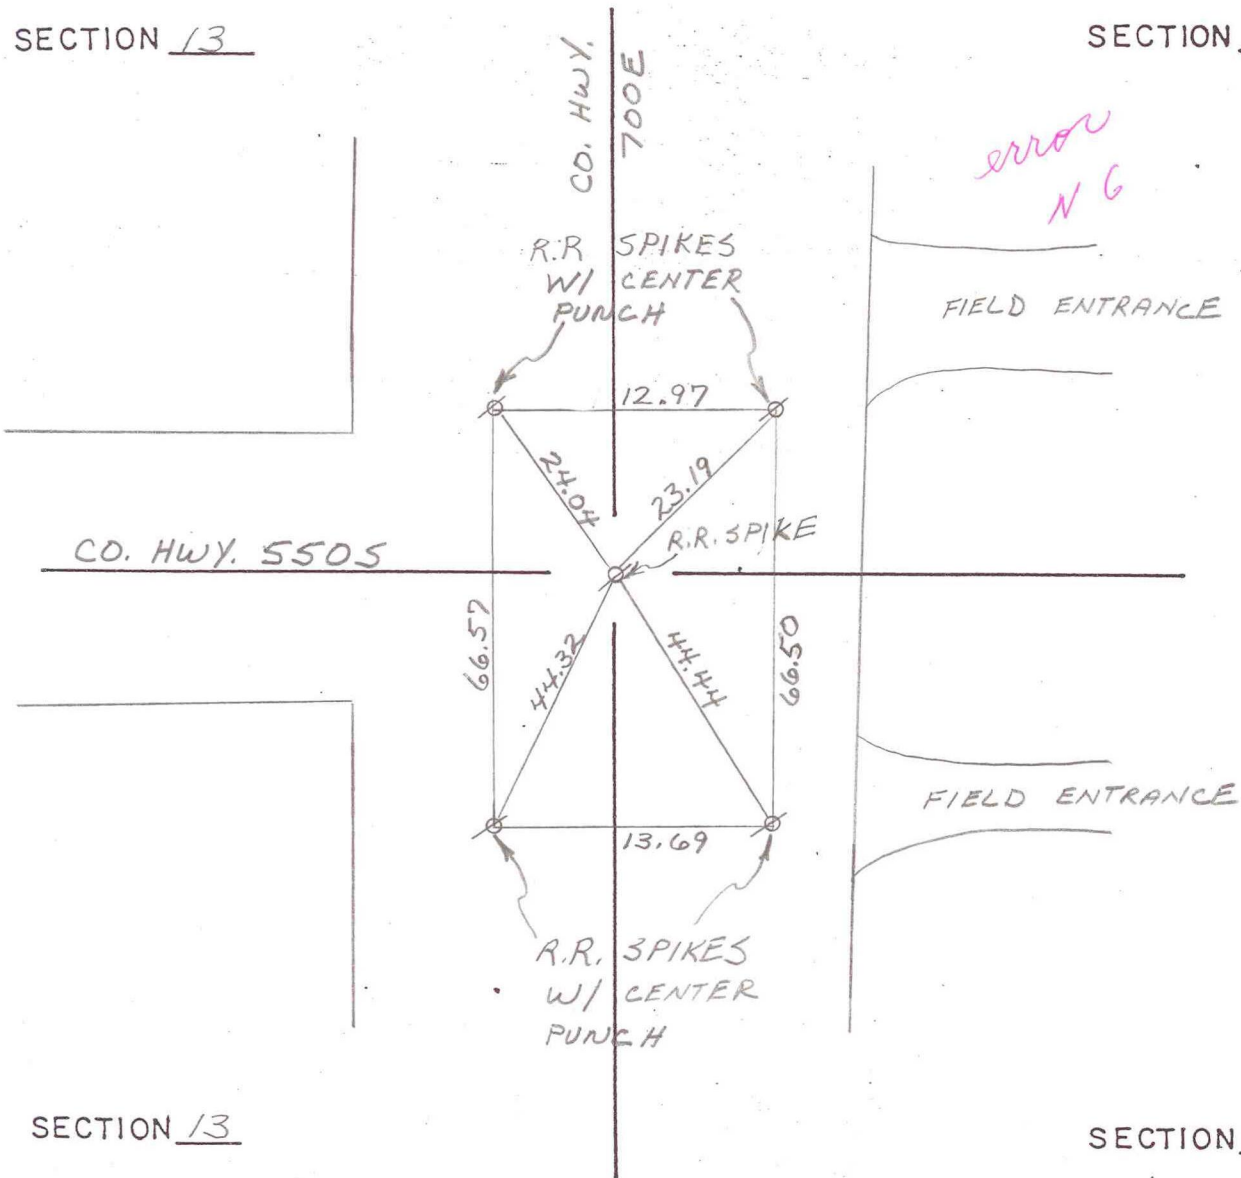 SECTION 13
SECTION
CO. HWY.
700E
error
N G
R.R SPIKES
W/ CENTER
PUNCH
FIELD ENTRANCE
12.97
24.04
23.19
R.R. SPIKE
CO. HWY. 550S
66.57
44.32
44.44
66.50
FIELD ENTRANCE
13.69
R.R. SPIKES
W/ CENTER
PUNCH
SECTION 13
SECTION